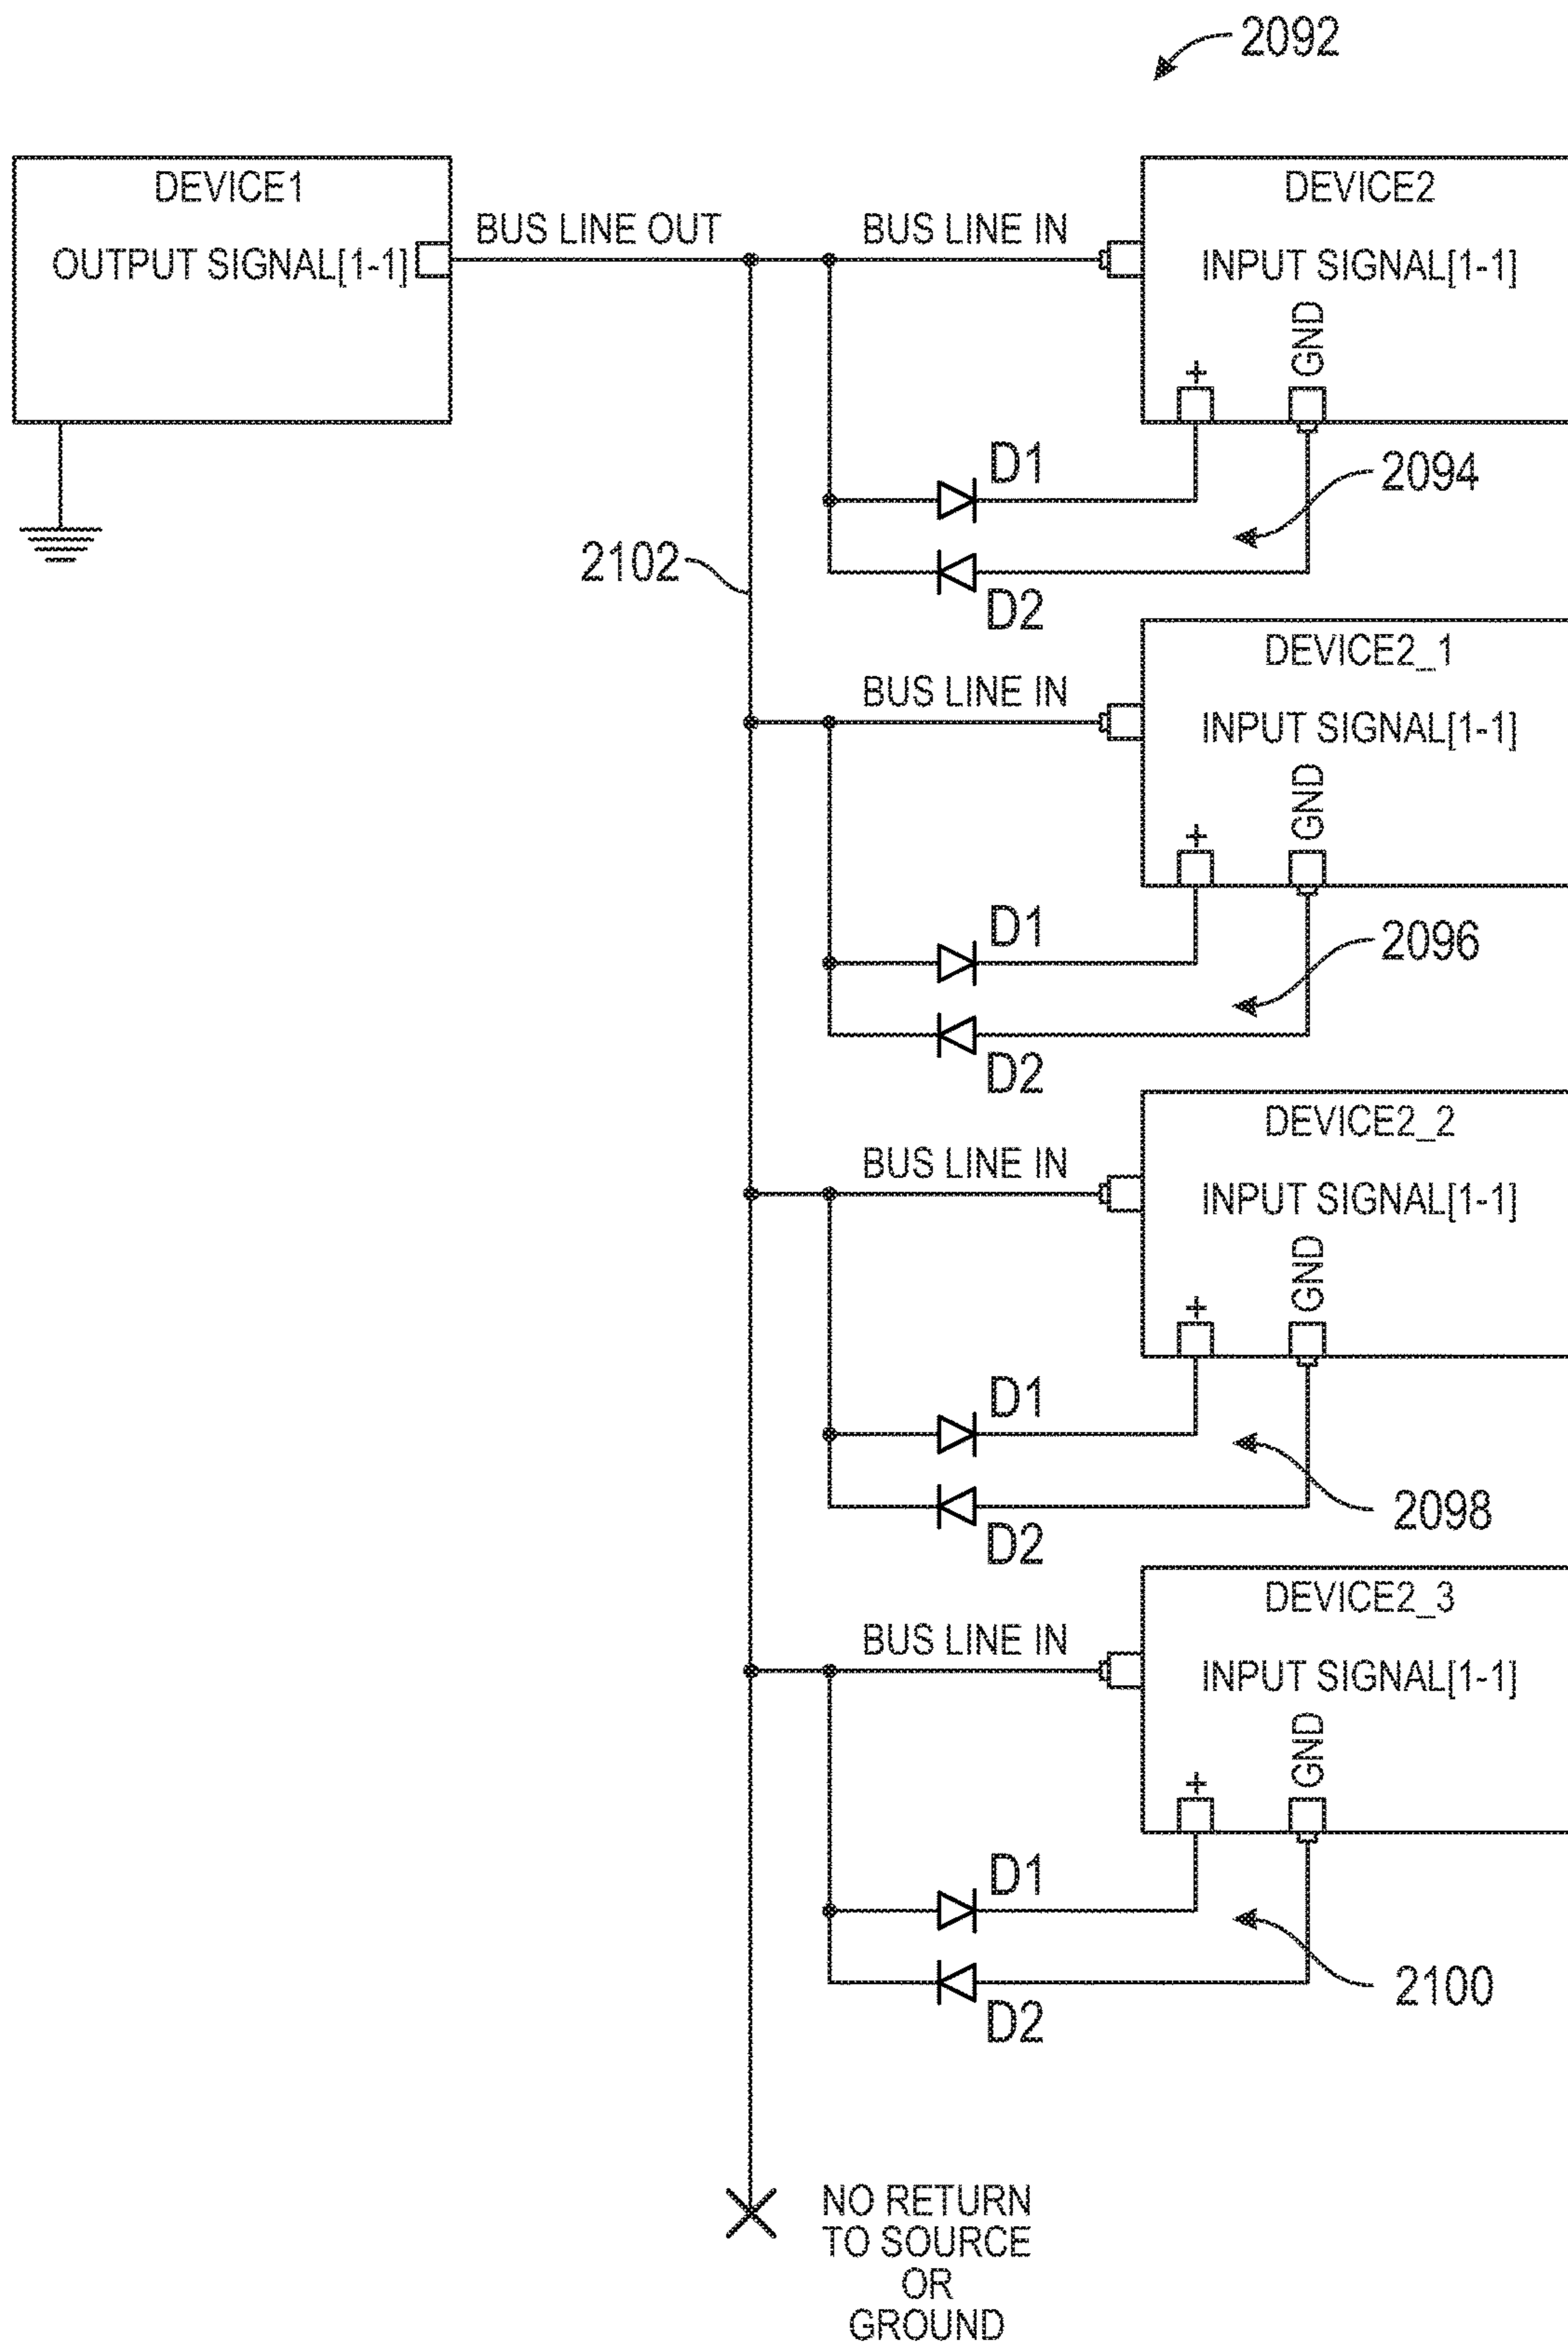 2092
DEVICE1
OUTPUT SIGNAL[1-1]
BUS LINE OUT
BUS LINE IN
DEVICE2
INPUT SIGNAL[1-1]
+
GND
D1
2094
2102
D2
BUS LINE IN
DEVICE2_1
INPUT SIGNAL[1-1]
+
GND
D1
2096
D2
BUS LINE IN
DEVICE2_2
INPUT SIGNAL[1-1]
+
GND
D1
2098
D2
BUS LINE IN
DEVICE2_3
INPUT SIGNAL[1-1]
+
GND
D1
2100
D2
NO RETURN
TO SOURCE
OR
GROUND